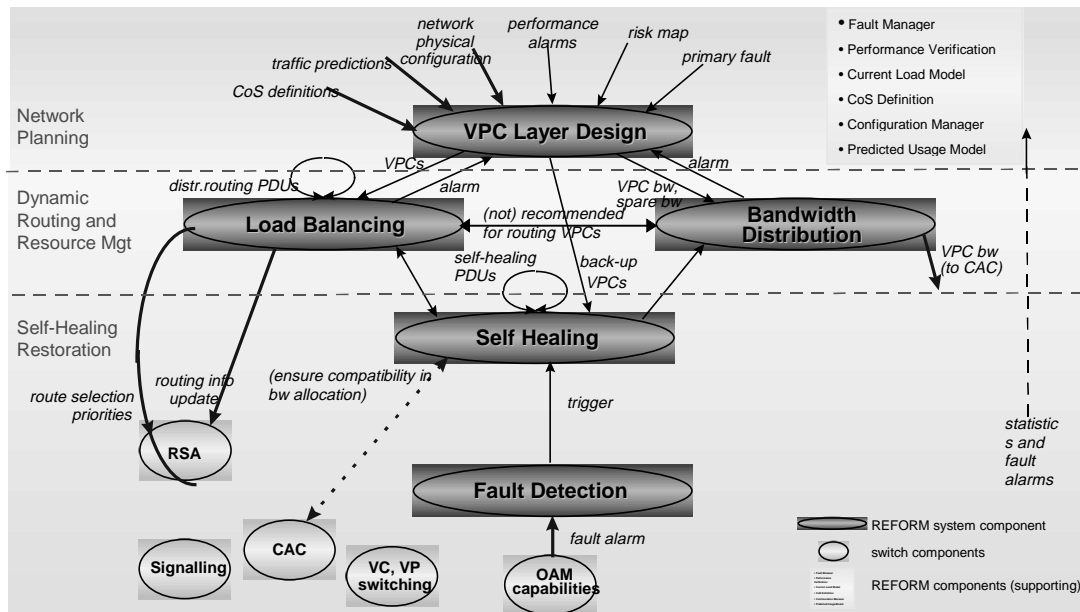 network
physical
configuration
performance
alarms
risk map
primary fault
traffic predictions
CoS definitions
• Fault Manager
• Performance Verification
• Current Load Model
• CoS Definition
• Configuration Manager
• Predicted Usage Model
Network
Planning
VPC Layer Design
VPCs
alarm
distr.routing PDUs
alarm
VPC bw,
spare bw
Dynamic
Routing and
Resource Mgt
Load Balancing
(not) recommended
for routing VPCs
Bandwidth
Distribution
self-healing
PDUs
back-up
VPCs
VPC bw
(to CAC)
Self-Healing
Restoration
Self Healing
route selection
priorities
routing info
update
(ensure compatibility in
bw allocation)
trigger
RSA
statistic
s and
fault
alarms
Fault Detection
fault alarm
Signalling
CAC
VC, VP
switching
OAM
capabilities
REFORM system component
switch components
REFORM components (supporting)